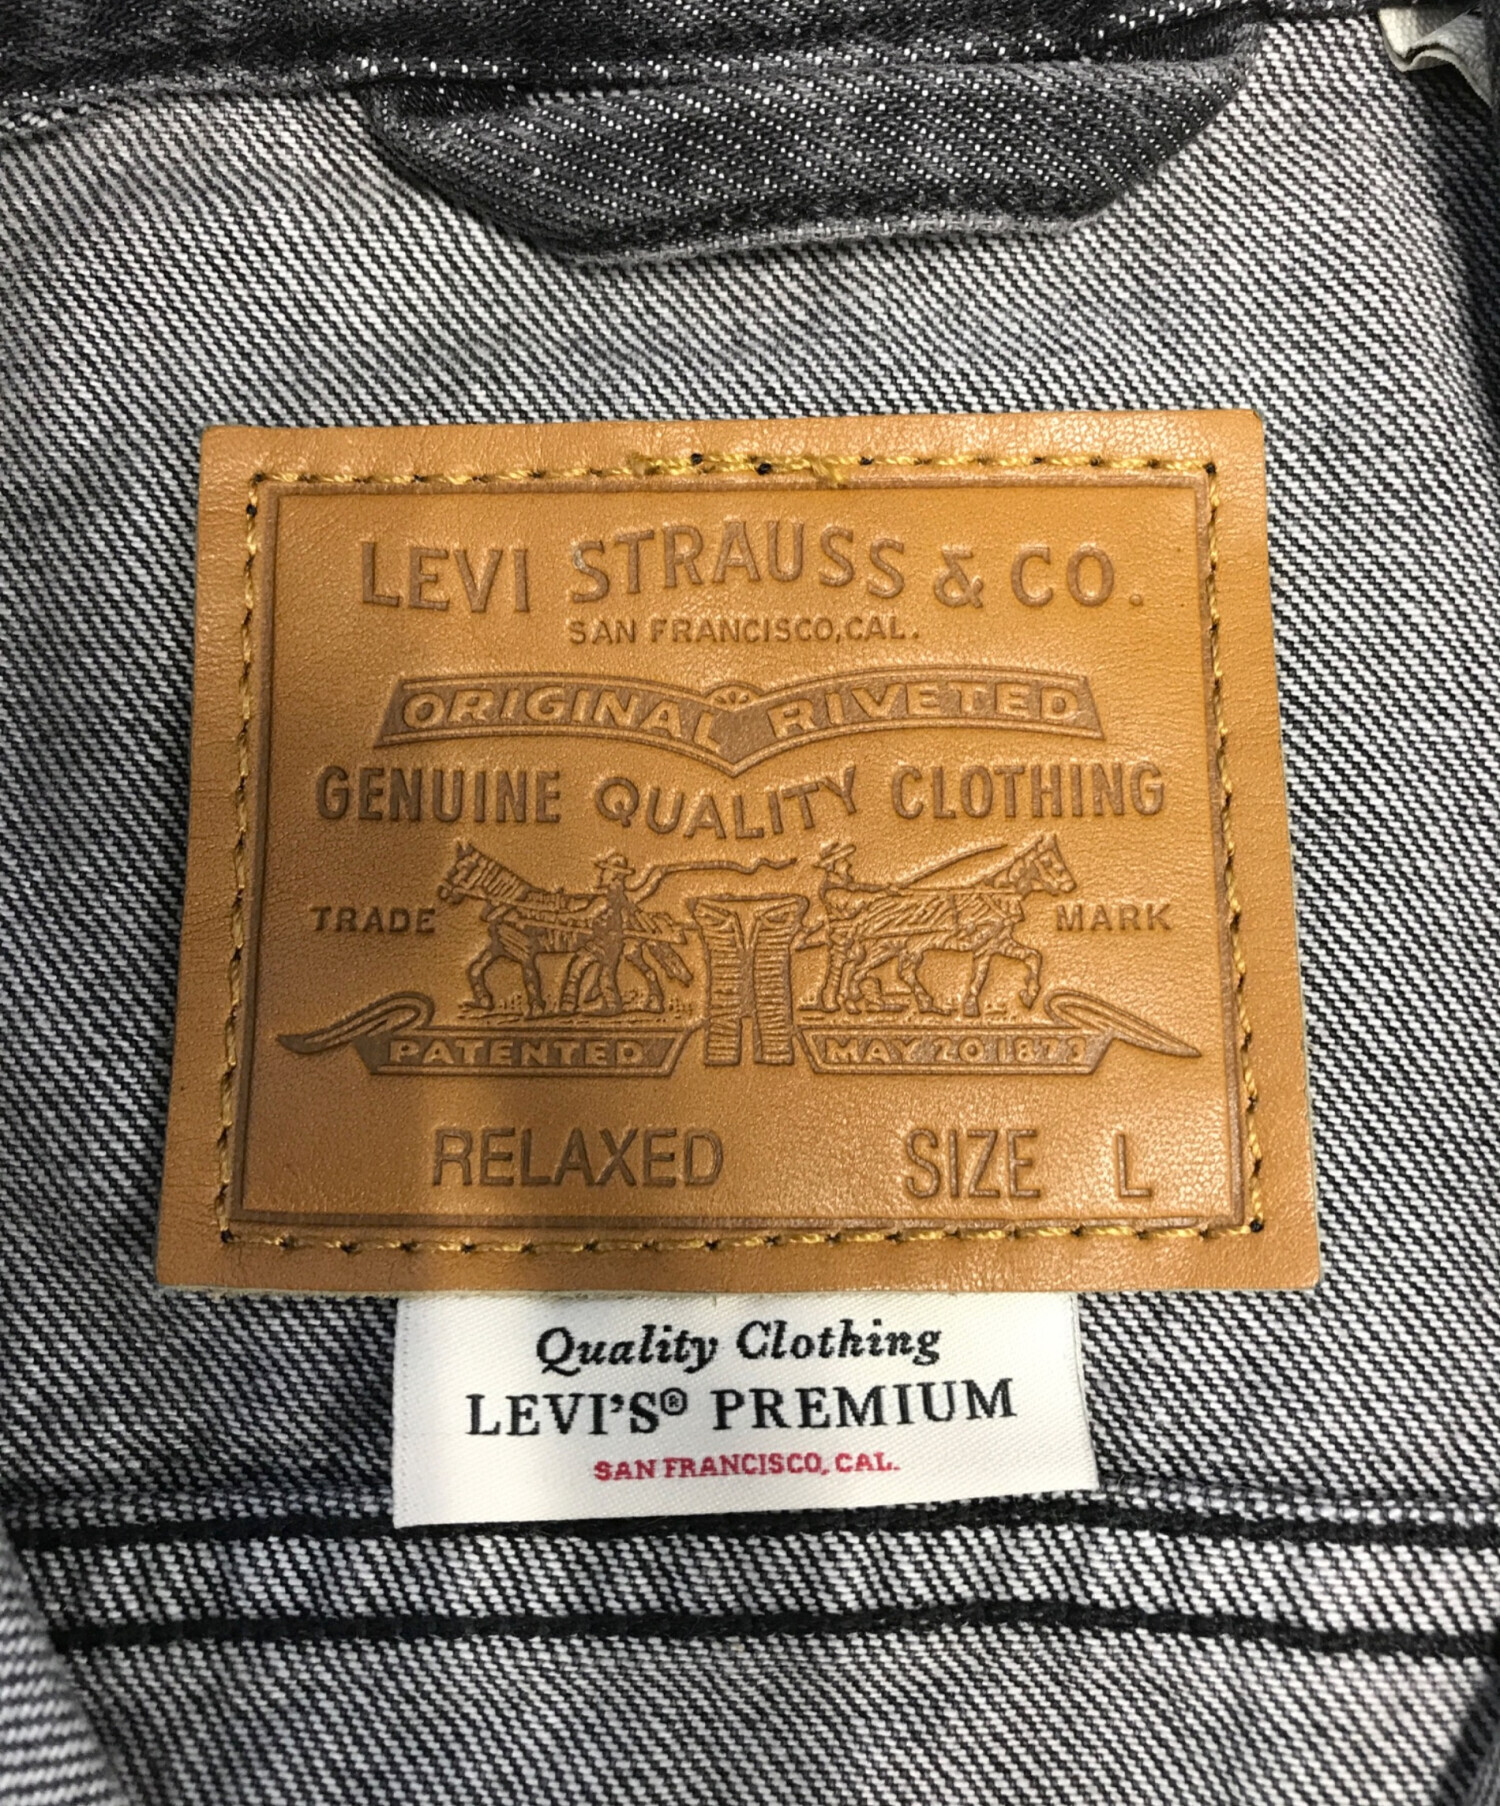 LEVI STRAUSS & CO.
SAN FRANCISCO, CAL.
ORIGINAL RIVETED
GENUINE QUALITY CLOTHING
TRADE MARK
PATENTED MAY 20 1873
RELAXED SIZE L
Quality Clothing
LEVI'S® PREMIUM
SAN FRANCISCO, CAL.